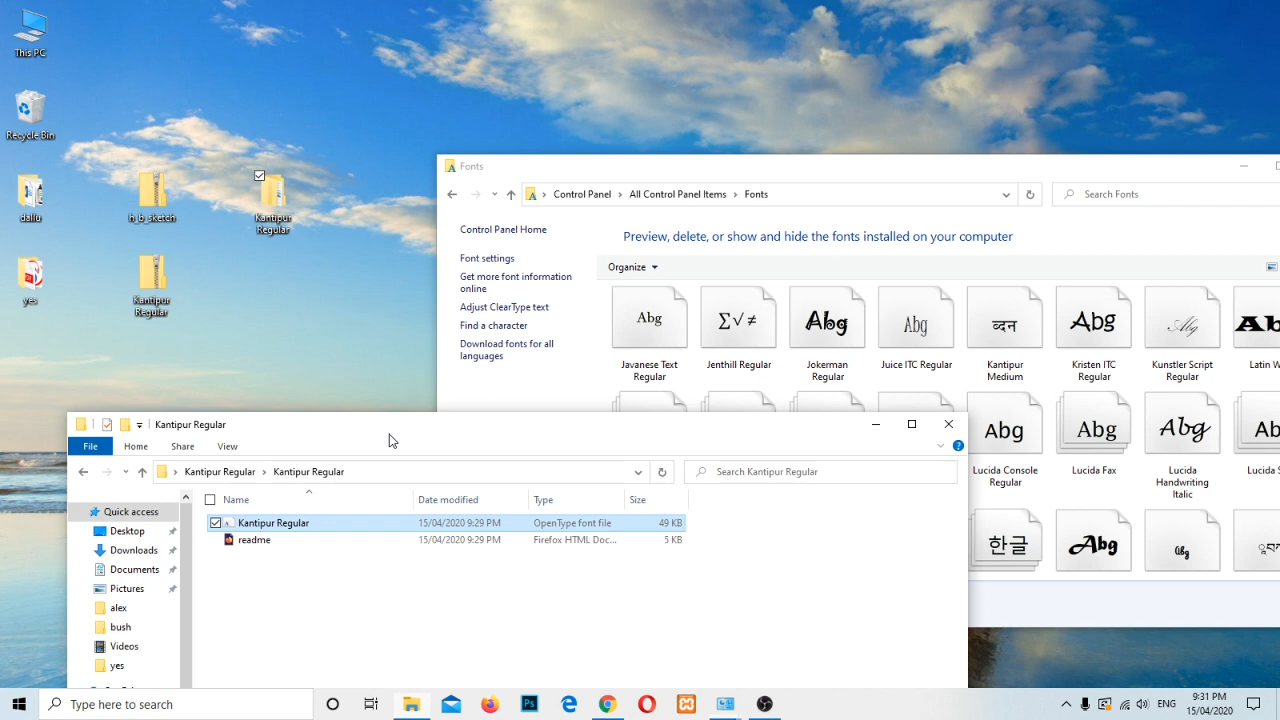 This PC
Recycle Bin
dallu
h_b_sketch
Kantipur
Regular
yes
Kantipur
Regular
Fonts
Control Panel
All Control Panel Items
Fonts
Search Fonts
Control Panel Home
Preview, delete, or show and hide the fonts installed on your computer
Font settings
Get more font information
online
Adjust ClearType text
Find a character
Download fonts for all
languages
Organize
Abg
∑√≠
Abg
Abg
ब्दन
Abg
Abg
Ab
Javanese Text
Regular
Jenthill Regular
Jokerman
Regular
Juice ITC Regular
Kantipur
Medium
Kristen ITC
Regular
Kunstler Script
Regular
Latin W
Abg
Abg
Abg
Ab
Lucida Console
Regular
Lucida Fax
Lucida
Handwriting
Italic
Lucida S
한글
Abg
Abg
Kantipur Regular
File
Home
Share
View
Kantipur Regular
Kantipur Regular
Search Kantipur Regular
Name
Date modified
Type
Size
Quick access
Desktop
Downloads
Documents
Pictures
alex
bush
Videos
yes
Kantipur Regular
15/04/2020 9:29 PM
OpenType font file
49 KB
readme
15/04/2020 9:29 PM
Firefox HTML Doc...
5 KB
Type here to search
Ps
ENG
9:31 PM
15/04/2020